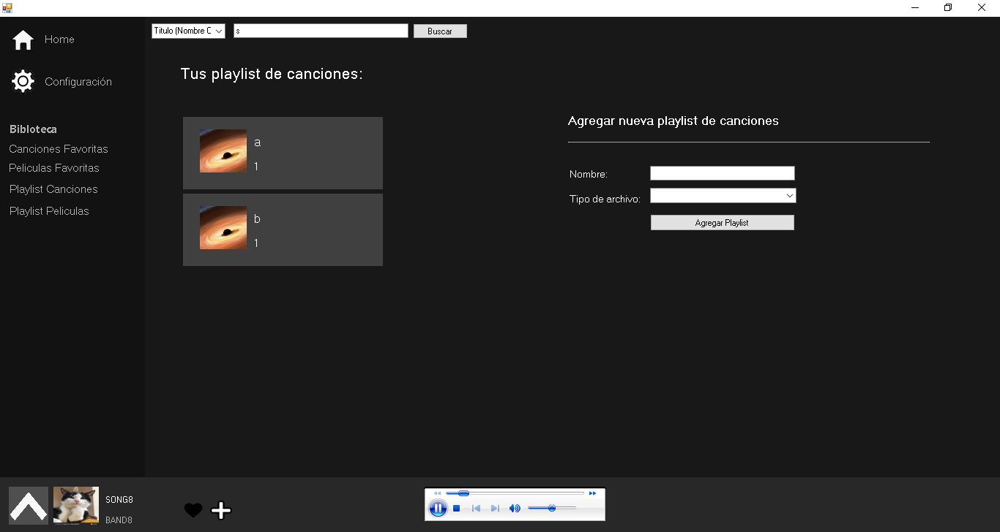 Home
Configuración
Bibloteca
Canciones Favoritas
Peliculas Favoritas
Playlist Canciones
Playlist Peliculas
Titulo (Nombre C
s
Buscar
Tus playlist de canciones:
a
1
b
1
Agregar nueva playlist de canciones
Nombre:
Tipo de archivo:
Agregar Playlist
SONG8
BAND8